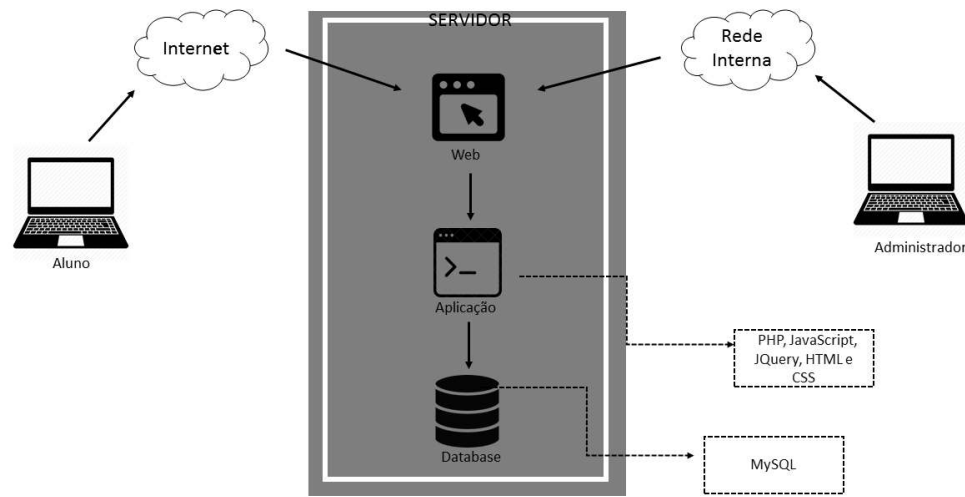 SERVIDOR
Internet
Rede
Interna
Web
Aluno
Administrador
Aplicação
PHP, JavaScript,
JQuery, HTML e
CSS
Database
MySQL